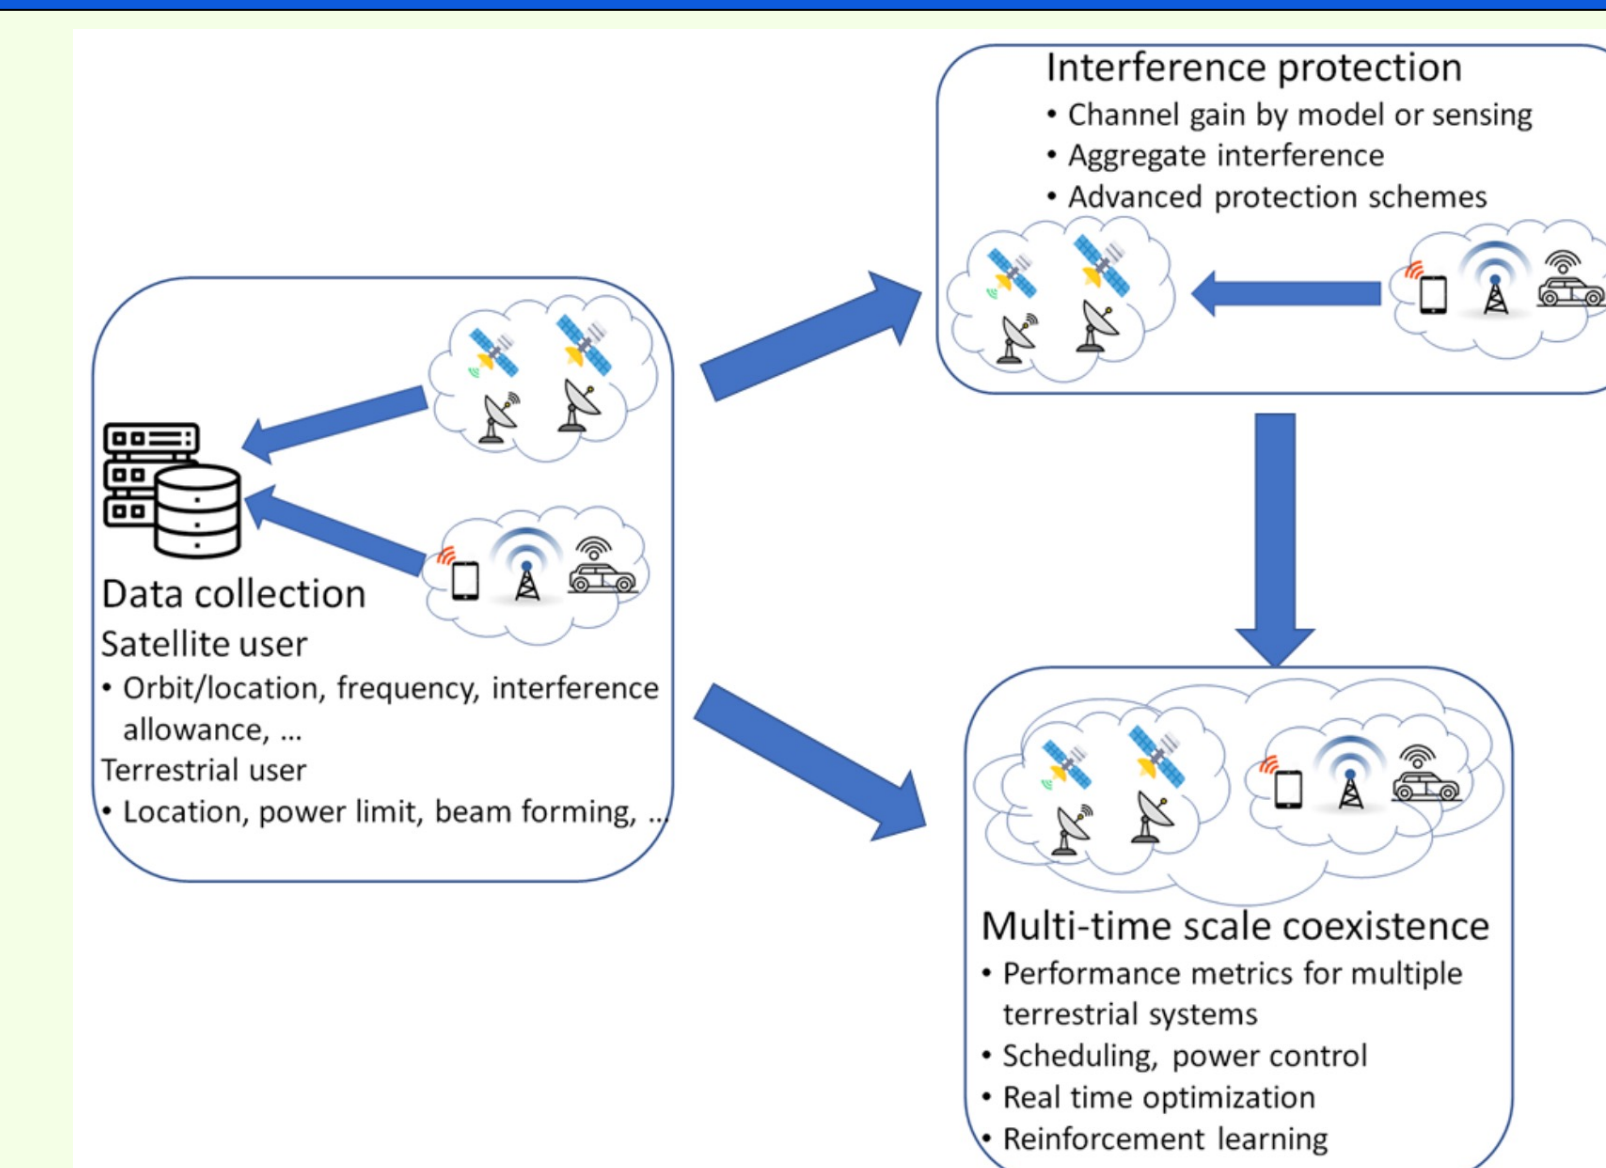 Interference protection
• Channel gain by model or sensing
• Aggregate interference
• Advanced protection schemes
Data collection
Satellite user
• Orbit/location, frequency, interference
allowance, ...
Terrestrial user
• Location, power limit, beam forming, ...
Multi-time scale coexistence
• Performance metrics for multiple
terrestrial systems
• Scheduling, power control
• Real time optimization
• Reinforcement learning